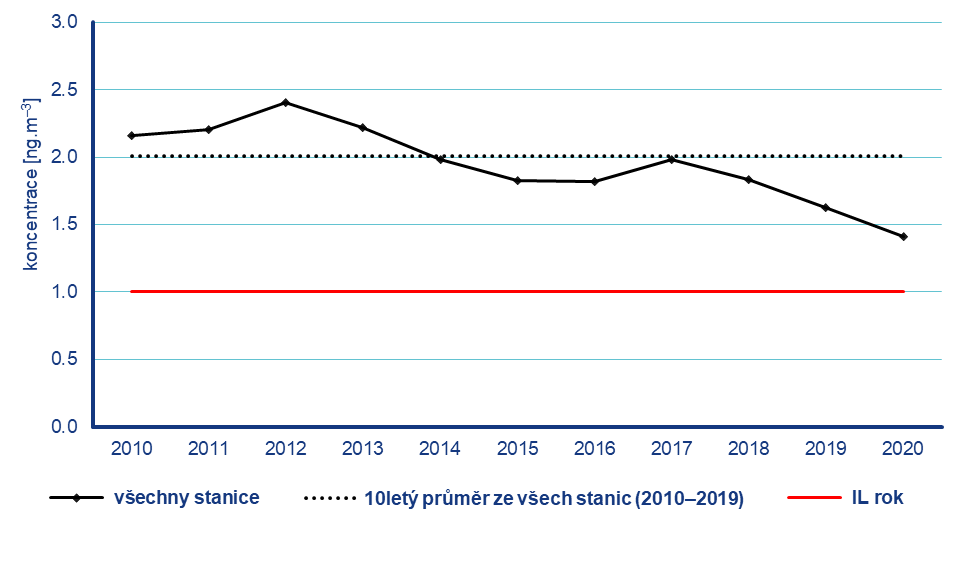 3.0
2.5
2.0
1.5
1.0
0.5
0.0
koncentrace [ng.m⁻³]
2010 2011 2012 2013 2014 2015 2016 2017 2018 2019 2020
všechny stanice 10letý průměr ze všech stanic (2010–2019) IL rok